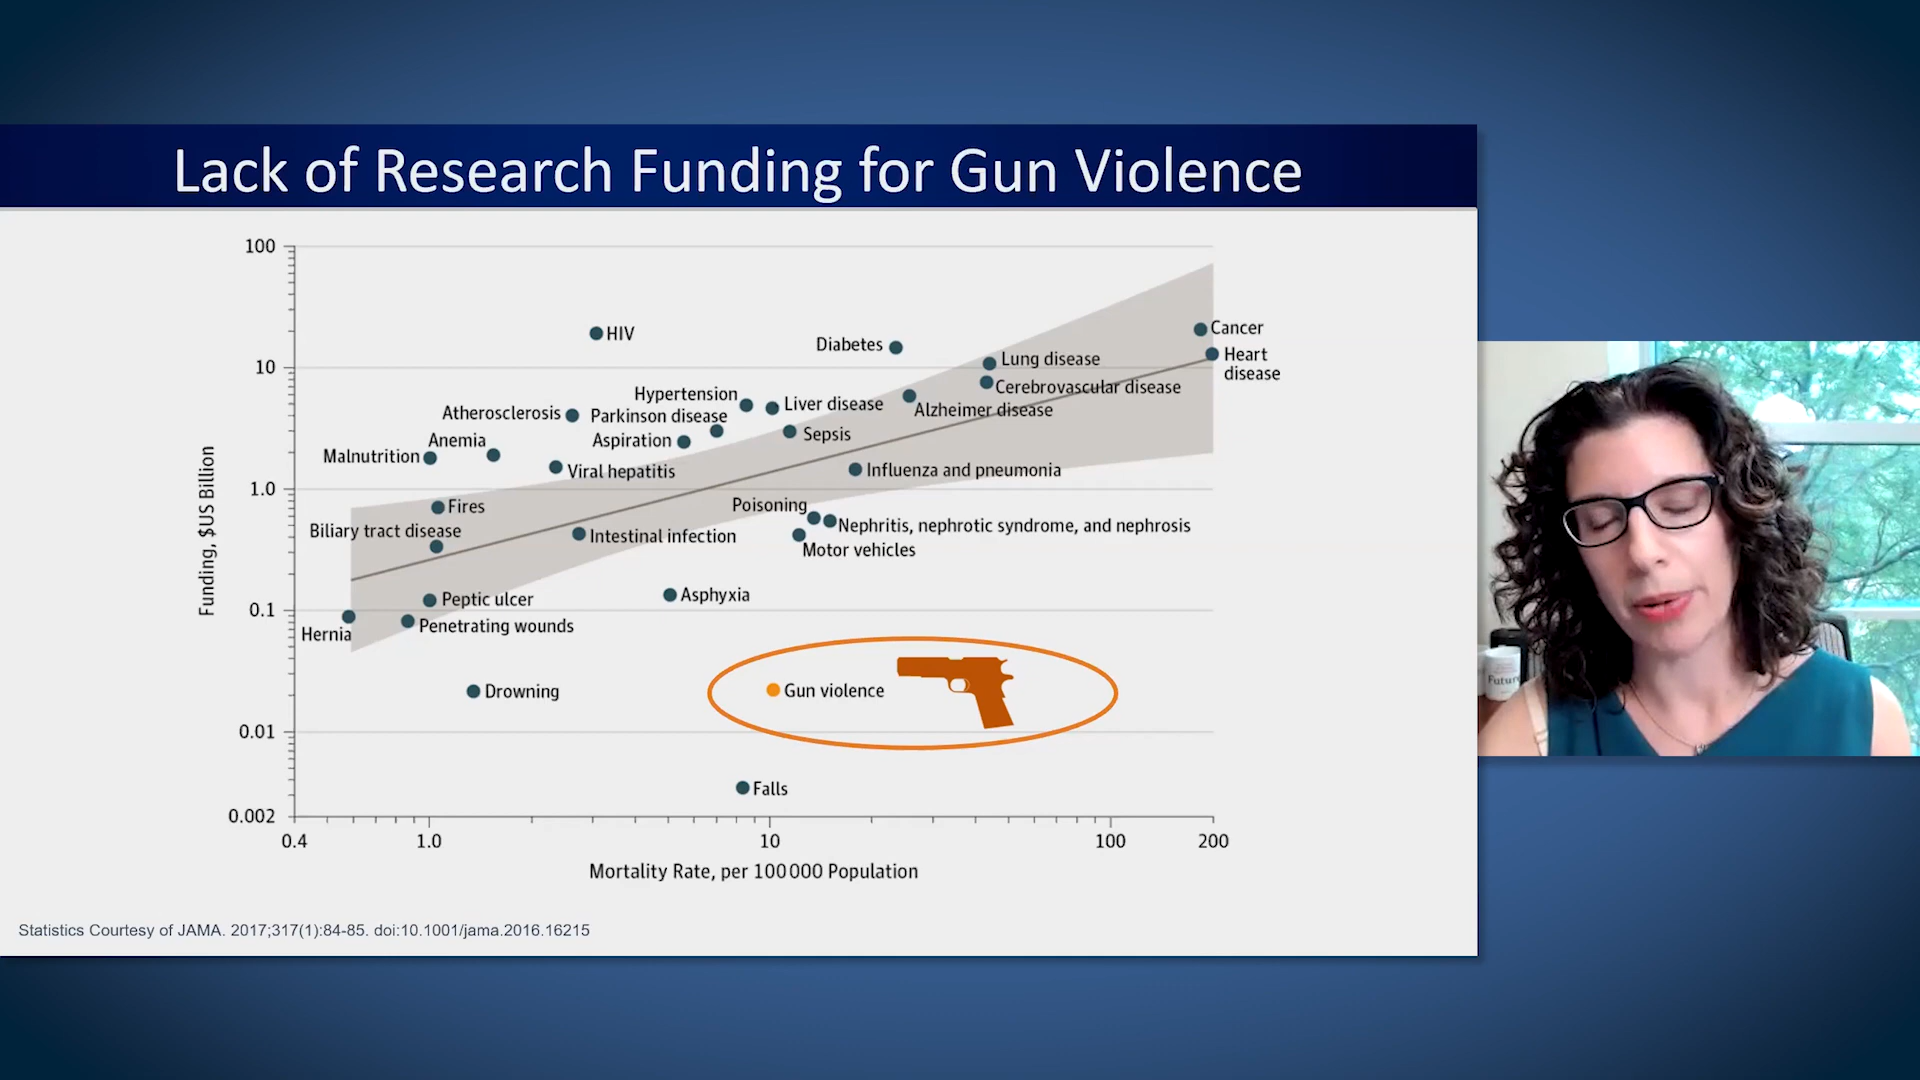 Lack of Research Funding for Gun Violence
100
10
1.0
0.1
0.01
0.002
Funding, $US Billion
HIV
Diabetes
Cancer
Heart
disease
Lung disease
Cerebrovascular disease
Hypertension
Liver disease
Alzheimer disease
Atherosclerosis
Parkinson disease
Anemia
Aspiration
Sepsis
Malnutrition
Viral hepatitis
Influenza and pneumonia
Fires
Poisoning
Biliary tract disease
Intestinal infection
Nephritis, nephrotic syndrome, and nephrosis
Motor vehicles
Peptic ulcer
Asphyxia
Hernia
Penetrating wounds
Drowning
Gun violence
Falls
0.4
1.0
10
100
200
Mortality Rate, per 100 000 Population
Statistics Courtesy of JAMA. 2017;317(1):84-85. doi:10.1001/jama.2016.16215